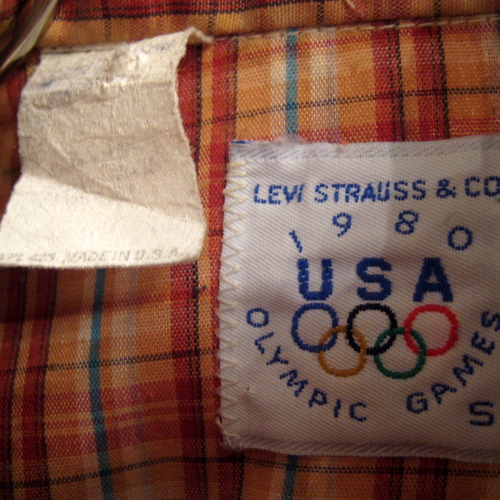 LEVI STRAUSS & CO
1980
USA
OLYMPIC GAMES
S
MADE IN U.S.A.